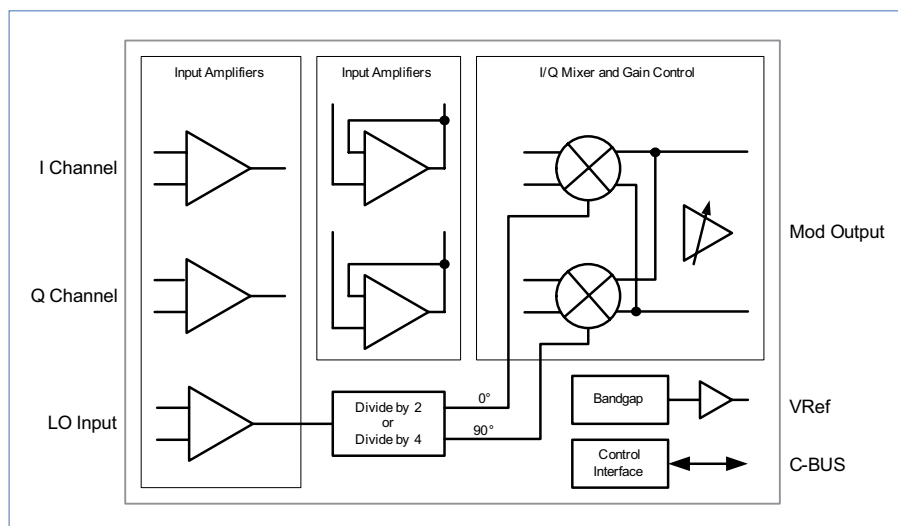 Input Amplifiers
Input Amplifiers
I/Q Mixer and Gain Control
I Channel
Mod Output
Q Channel
LO Input
Divide by 2
or
Divide by 4
0°
90°
Bandgap
VRef
Control
Interface
C-BUS